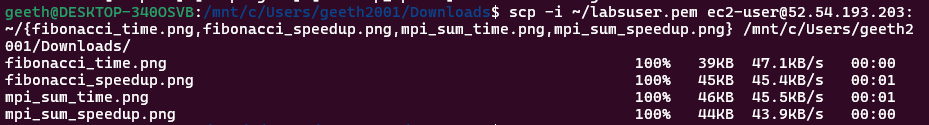 geeth@DESKTOP-340OSVB:/mnt/c/Users/geeth2001/Downloads$ scp -i ~/labsuser.pem ec2-user@52.54.193.203:
~/{fibonacci_time.png,fibonacci_speedup.png,mpi_sum_time.png,mpi_sum_speedup.png} /mnt/c/Users/geeth2
001/Downloads/
fibonacci_time.png 100% 39KB 47.1KB/s 00:00
fibonacci_speedup.png 100% 45KB 45.4KB/s 00:01
mpi_sum_time.png 100% 46KB 45.5KB/s 00:01
mpi_sum_speedup.png 100% 44KB 43.9KB/s 00:00